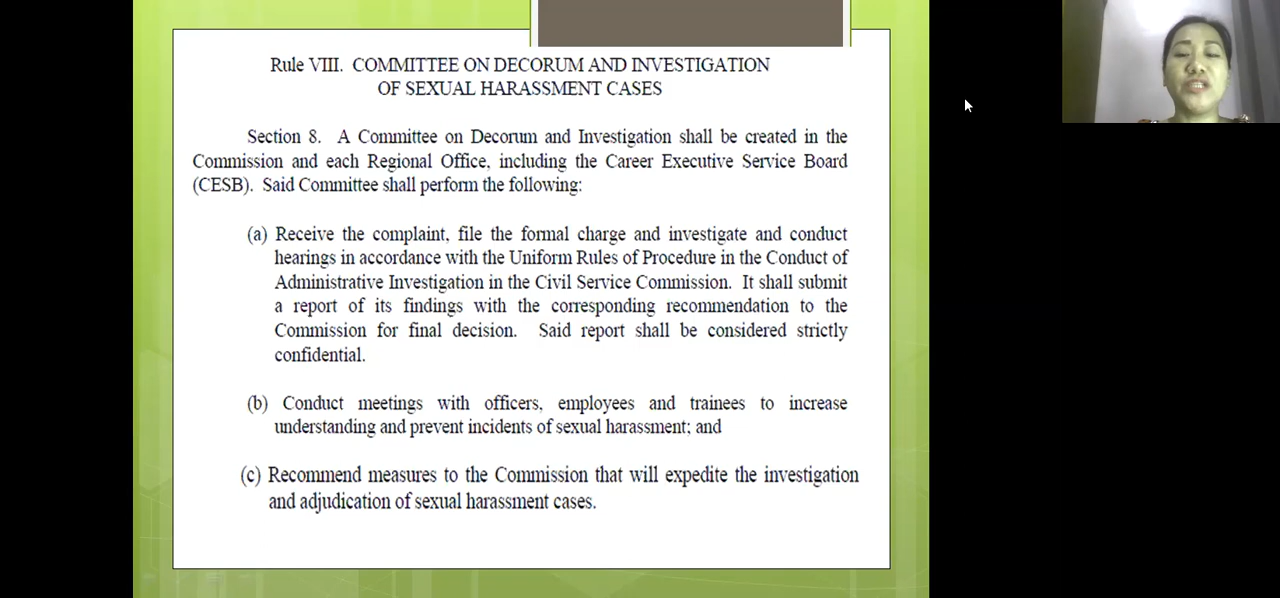 Rule VIII. COMMITTEE ON DECORUM AND INVESTIGATION
OF SEXUAL HARASSMENT CASES
Section 8. A Committee on Decorum and Investigation shall be created in the
Commission and each Regional Office, including the Career Executive Service Board
(CESB). Said Committee shall perform the following:
(a) Receive the complaint, file the formal charge and investigate and conduct
hearings in accordance with the Uniform Rules of Procedure in the Conduct of
Administrative Investigation in the Civil Service Commission. It shall submit
a report of its findings with the corresponding recommendation to the
Commission for final decision. Said report shall be considered strictly
confidential.
(b) Conduct meetings with officers, employees and trainees to increase
understanding and prevent incidents of sexual harassment; and
(c) Recommend measures to the Commission that will expedite the investigation
and adjudication of sexual harassment cases.